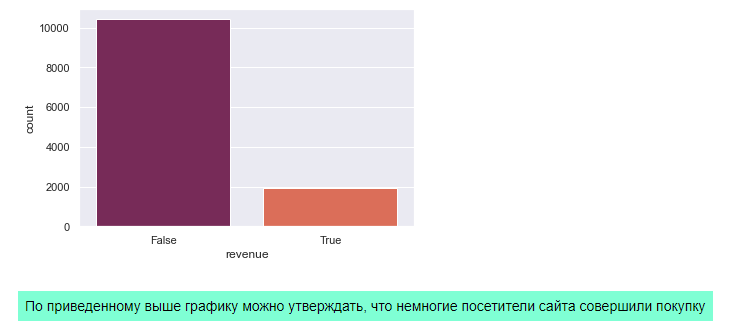 10000
8000
6000
4000
2000
0
count
False True
revenue
По приведенному выше графику можно утверждать, что немногие посетители сайта совершили покупку